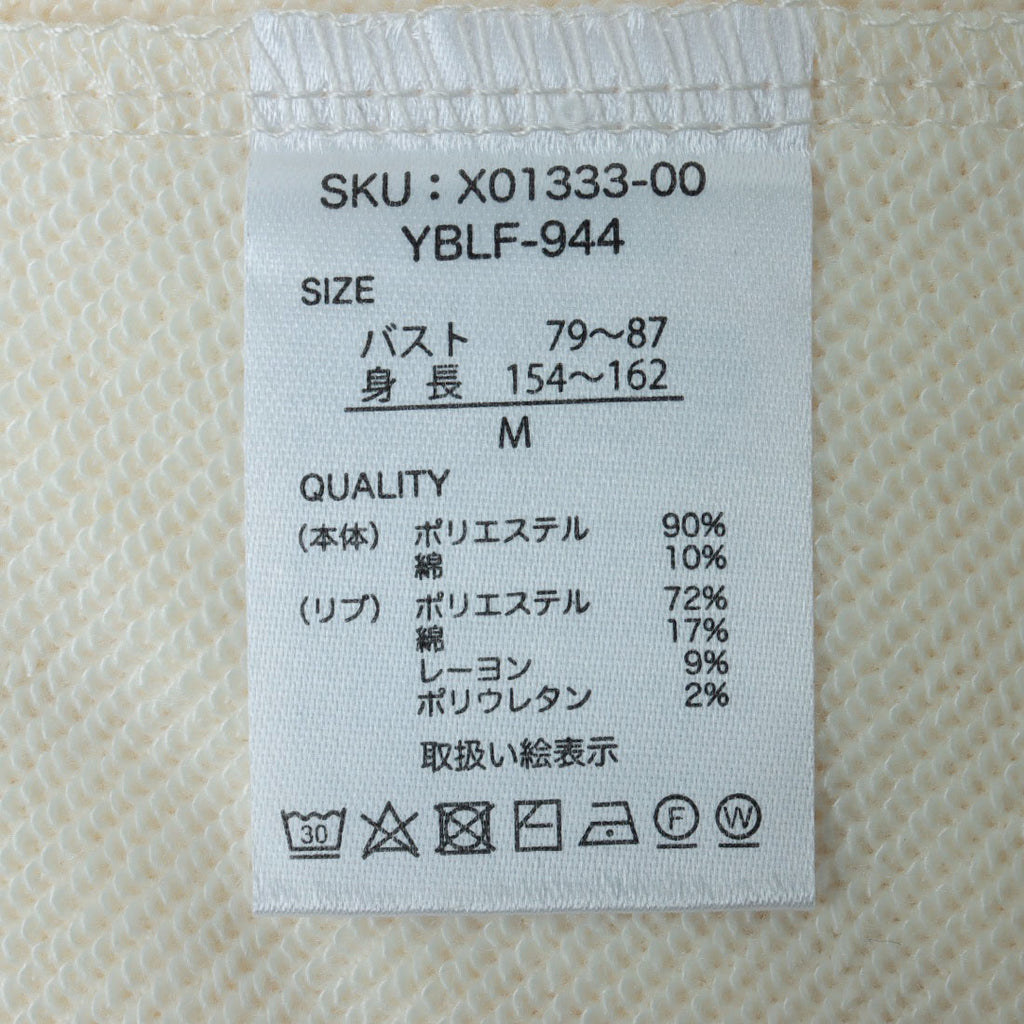 SKU：X01333-00
YBLF-944
SIZE
バスト 79～87
身 長 154～162
M
QUALITY
(本体) ポリエステル 90%
綿 10%
(リブ) ポリエステル 72%
綿 17%
レーヨン 9%
ポリウレタン 2%
取扱い絵表示
30 F W